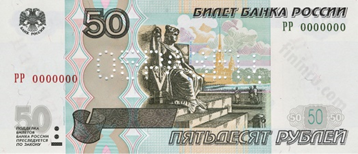 50 БИЛЕТ БАНКА РОССИИ
РР 0000000
РР 0000000
50
50
ПОДДЕЛКА
БИЛЕТОВ
БАНКА РОССИИ
ПРЕСЛЕДУЕТСЯ
ПО ЗАКОНУ
ПЯТЬДЕСЯТ РУБЛЕЙ